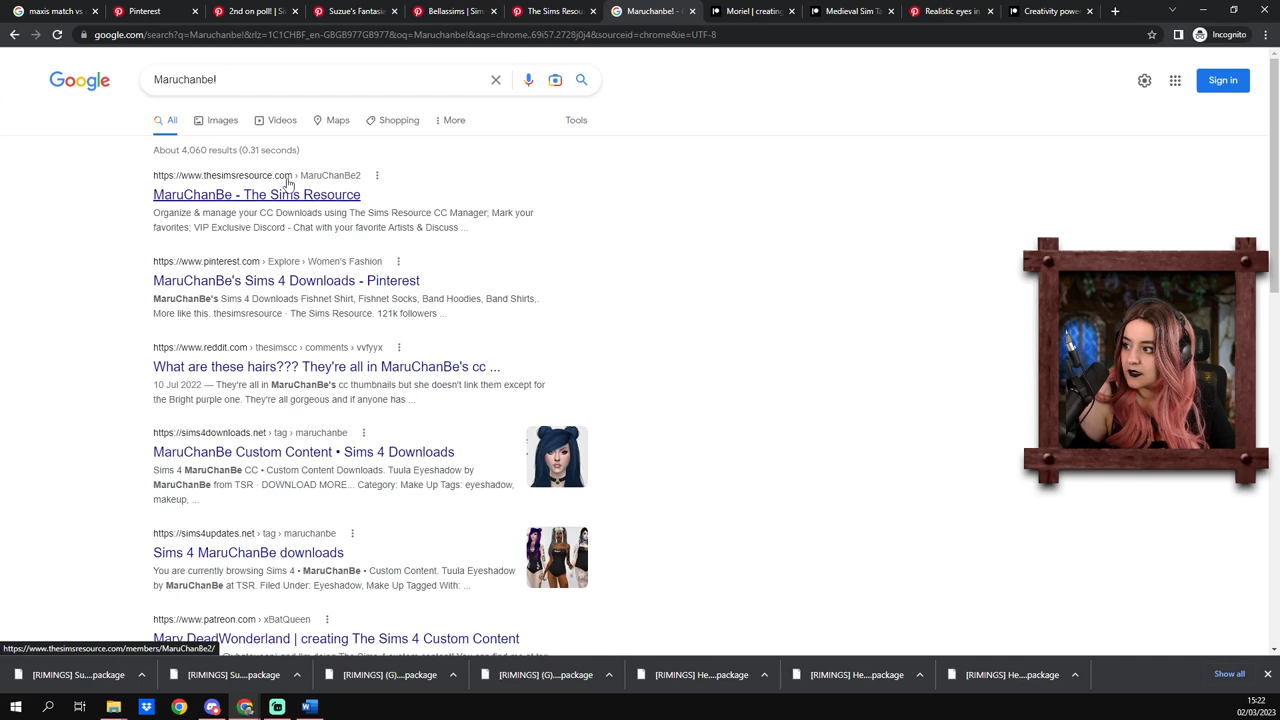 maxis match vs
Pinterest
2nd on poll! | Si
Suzue's Fantasie
Bellassims | Sim
The Sims Resou
Maruchanbe! - G
Moriel | creating
Medieval Sim Ta
Realistic eyes in
Creativity power
google.com/search?q=Maruchanbe!&rlz=1C1CHBF_en-GBGB977GB977&oq=Maruchanbe!&aqs=chrome..69i57.2728j0j4&sourceid=chrome&ie=UTF-8
Incognito
Google
Maruchanbe!
Sign in
All
Images
Videos
Maps
Shopping
More
Tools
About 4,060 results (0.31 seconds)
https://www.thesimsresource.com › MaruChanBe2
MaruChanBe - The Sims Resource
Organize & manage your CC Downloads using The Sims Resource CC Manager; Mark your
favorites; VIP Exclusive Discord - Chat with your favorite Artists & Discuss ...
https://www.pinterest.com › Explore › Women's Fashion
MaruChanBe's Sims 4 Downloads - Pinterest
MaruChanBe's Sims 4 Downloads Fishnet Shirt, Fishnet Socks, Band Hoodies, Band Shirts,.
More like this. thesimsresource · The Sims Resource. 121k followers ...
https://www.reddit.com › thesimscc › comments › vvfyyx
What are these hairs??? They're all in MaruChanBe's cc ...
10 Jul 2022 — They're all in MaruChanBe's cc thumbnails but she doesn't link them except for
the Bright purple one. They're all gorgeous and if anyone has ...
https://sims4downloads.net › tag › maruchanbe
MaruChanBe Custom Content • Sims 4 Downloads
Sims 4 MaruChanBe CC • Custom Content Downloads. Tuula Eyeshadow by
MaruChanBe from TSR · DOWNLOAD MORE... Category: Make Up Tags: eyeshadow,
makeup, ...
https://sims4updates.net › tag › maruchanbe
Sims 4 MaruChanBe downloads
You are currently browsing Sims 4 • MaruChanBe • Custom Content. Tuula Eyeshadow
by MaruChanBe at TSR. Filed Under: Eyeshadow, Make Up Tagged With: ...
https://www.patreon.com › xBatQueen
Mary DeadWonderland | creating The Sims 4 Custom Content
https://www.thesimsresource.com/members/MaruChanBe2/
[RIMINGS] Su....package
[RIMINGS] Su....package
[RIMINGS] (G)....package
[RIMINGS] (G)....package
[RIMINGS] He....package
[RIMINGS] He....package
[RIMINGS] He....package
Show all
15:22
02/03/2023